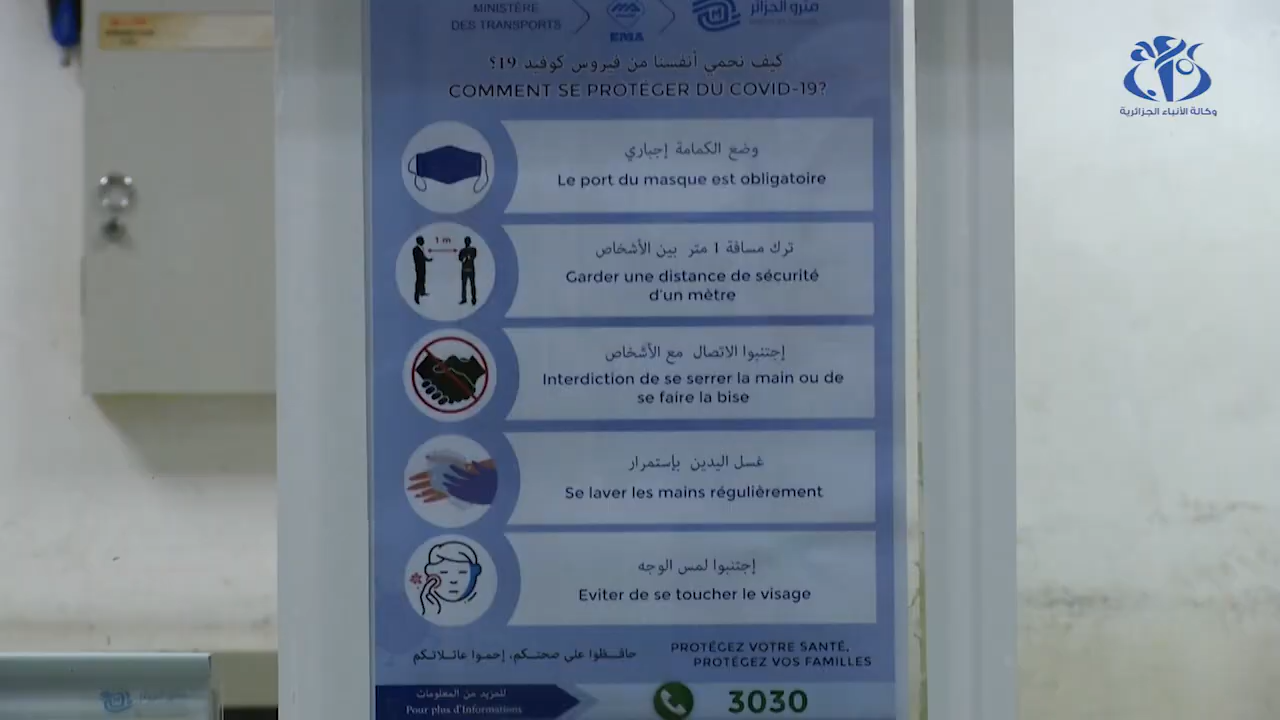 MINISTÈRE
DES TRANSPORTS
EMA
مترو الجزائر
وكالة الأنباء الجزائرية
كيف نحمي أنفسنا من فيروس كوفيد 19؟
COMMENT SE PROTÉGER DU COVID-19?
وضع الكمامة إجباري
Le port du masque est obligatoire
1 m
ترك مسافة 1 متر بين الأشخاص
Garder une distance de sécurité
d'un mètre
إجتنبوا الاتصال مع الأشخاص
Interdiction de se serrer la main ou de
se faire la bise
غسل اليدين بإستمرار
Se laver les mains régulièrement
إجتنبوا لمس الوجه
Eviter de se toucher le visage
حافظوا على صحتكم، إحموا عائلاتكم
PROTÉGEZ VOTRE SANTÉ,
PROTÉGEZ VOS FAMILLES
للمزيد من المعلومات
Pour plus d'Informations
3030